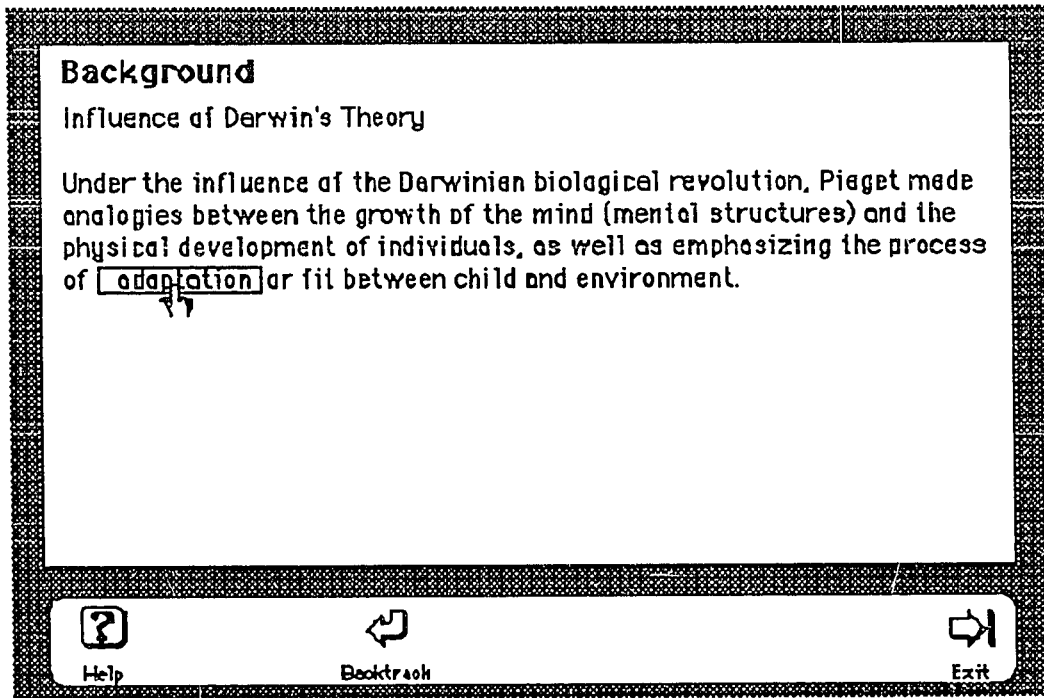 Background
Influence of Darwin's Theory
Under the influence of the Darwinian biological revolution, Piaget made
analogies between the growth of the mind (mental structures) and the
physical development of individuals, as well as emphasizing the process
of adaptation or fit between child and environment.
?
Help Backtrack Exit